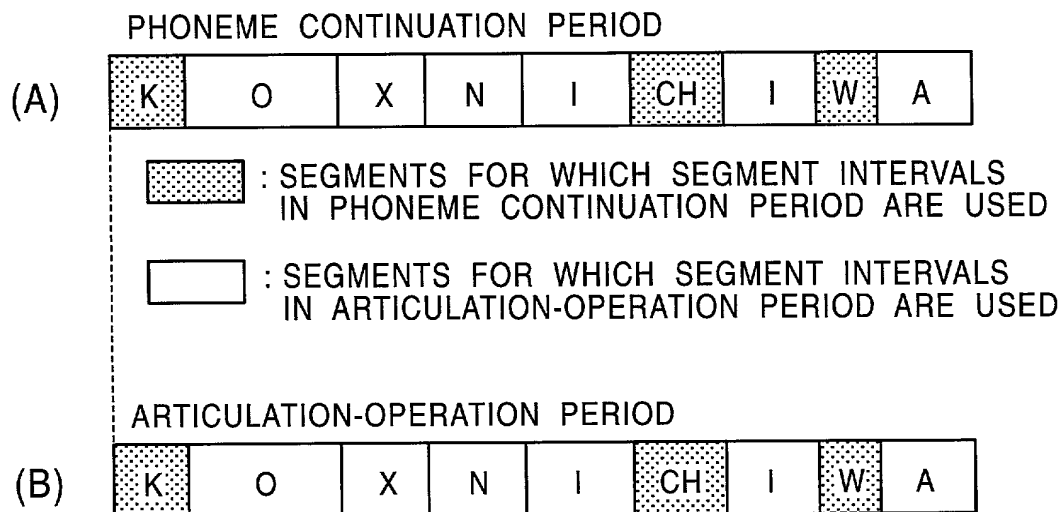 PHONEME CONTINUATION PERIOD
(A) K O X N I CH I W A
: SEGMENTS FOR WHICH SEGMENT INTERVALS
IN PHONEME CONTINUATION PERIOD ARE USED
: SEGMENTS FOR WHICH SEGMENT INTERVALS
IN ARTICULATION-OPERATION PERIOD ARE USED
ARTICULATION-OPERATION PERIOD
(B) K O X N I CH I W A